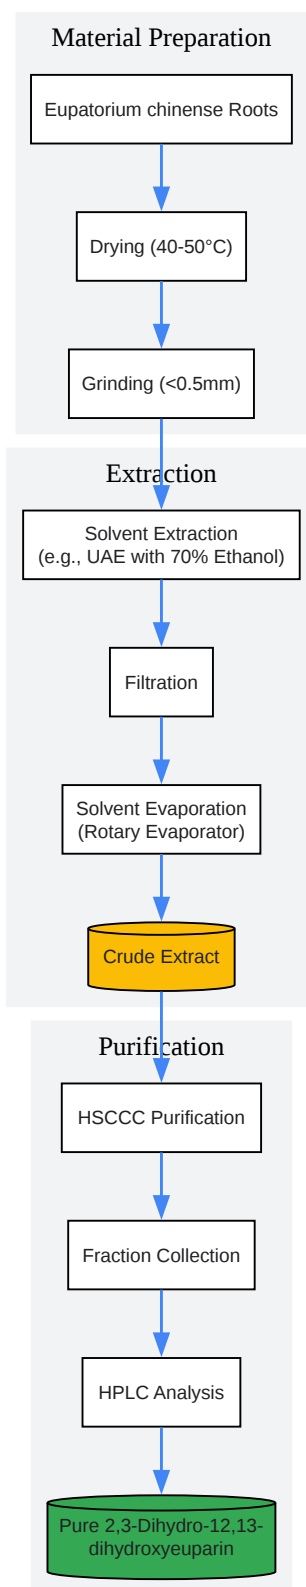 Material Preparation
Eupatorium chinense Roots
Drying (40-50°C)
Grinding (<0.5mm)
Extraction
Solvent Extraction
(e.g., UAE with 70% Ethanol)
Filtration
Solvent Evaporation
(Rotary Evaporator)
Crude Extract
Purification
HSCCC Purification
Fraction Collection
HPLC Analysis
Pure 2,3-Dihydro-12,13-
dihydroxyeuparin